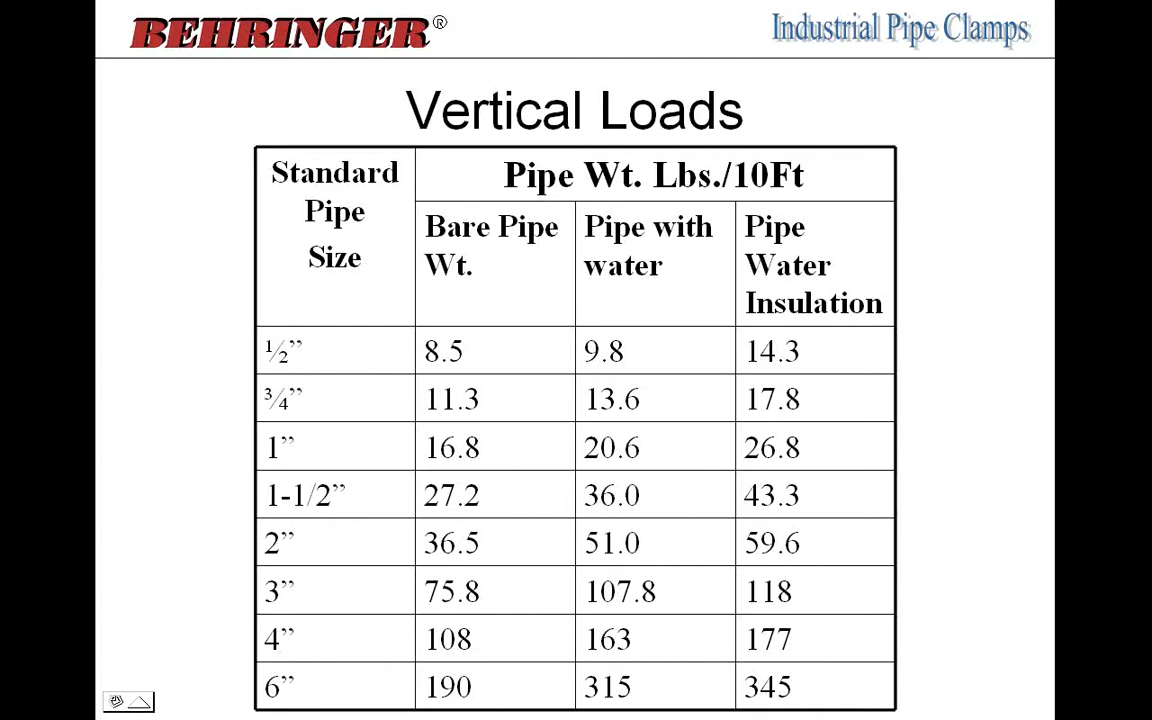 BEHRINGER®
Industrial Pipe Clamps
Vertical Loads
Standard Pipe Size
Pipe Wt. Lbs./10Ft
Bare Pipe Wt.
Pipe with water
Pipe Water Insulation
½” 8.5 9.8 14.3
¾” 11.3 13.6 17.8
1” 16.8 20.6 26.8
1-1/2” 27.2 36.0 43.3
2” 36.5 51.0 59.6
3” 75.8 107.8 118
4” 108 163 177
6” 190 315 345